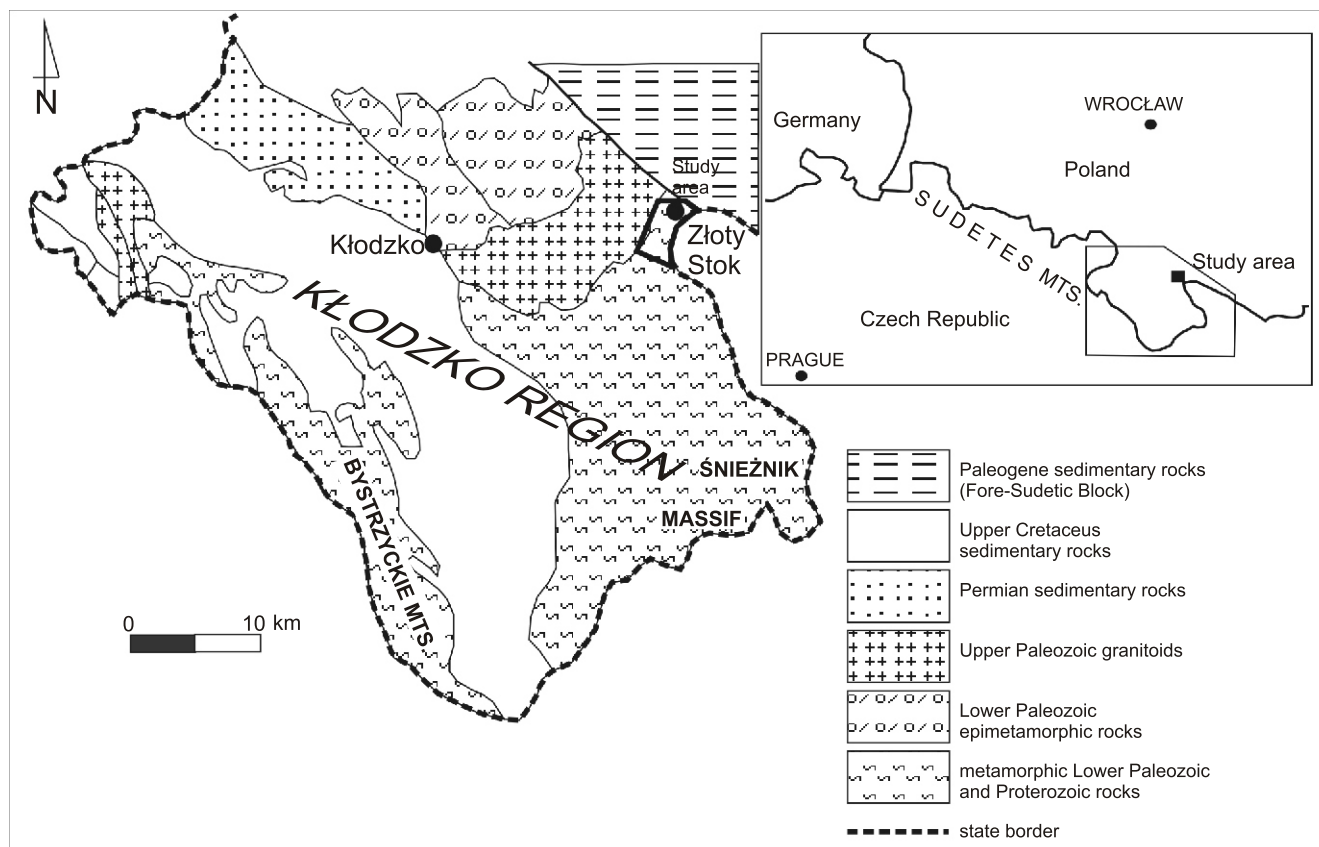 N
Kłodzko
Study
area
Złoty
Stok
KŁODZKO REGION
ŚNIEŻNIK
MASSIF
BYSTRZYCKIE MTS.
0 10 km
Germany
WROCŁAW
Poland
SUDETES MTS.
Study area
Czech Republic
PRAGUE
Paleogene sedimentary rocks
(Fore-Sudetic Block)
Upper Cretaceus
sedimentary rocks
Permian sedimentary rocks
Upper Paleozoic granitoids
Lower Paleozoic
epimetamorphic rocks
metamorphic Lower Paleozoic
and Proterozoic rocks
state border